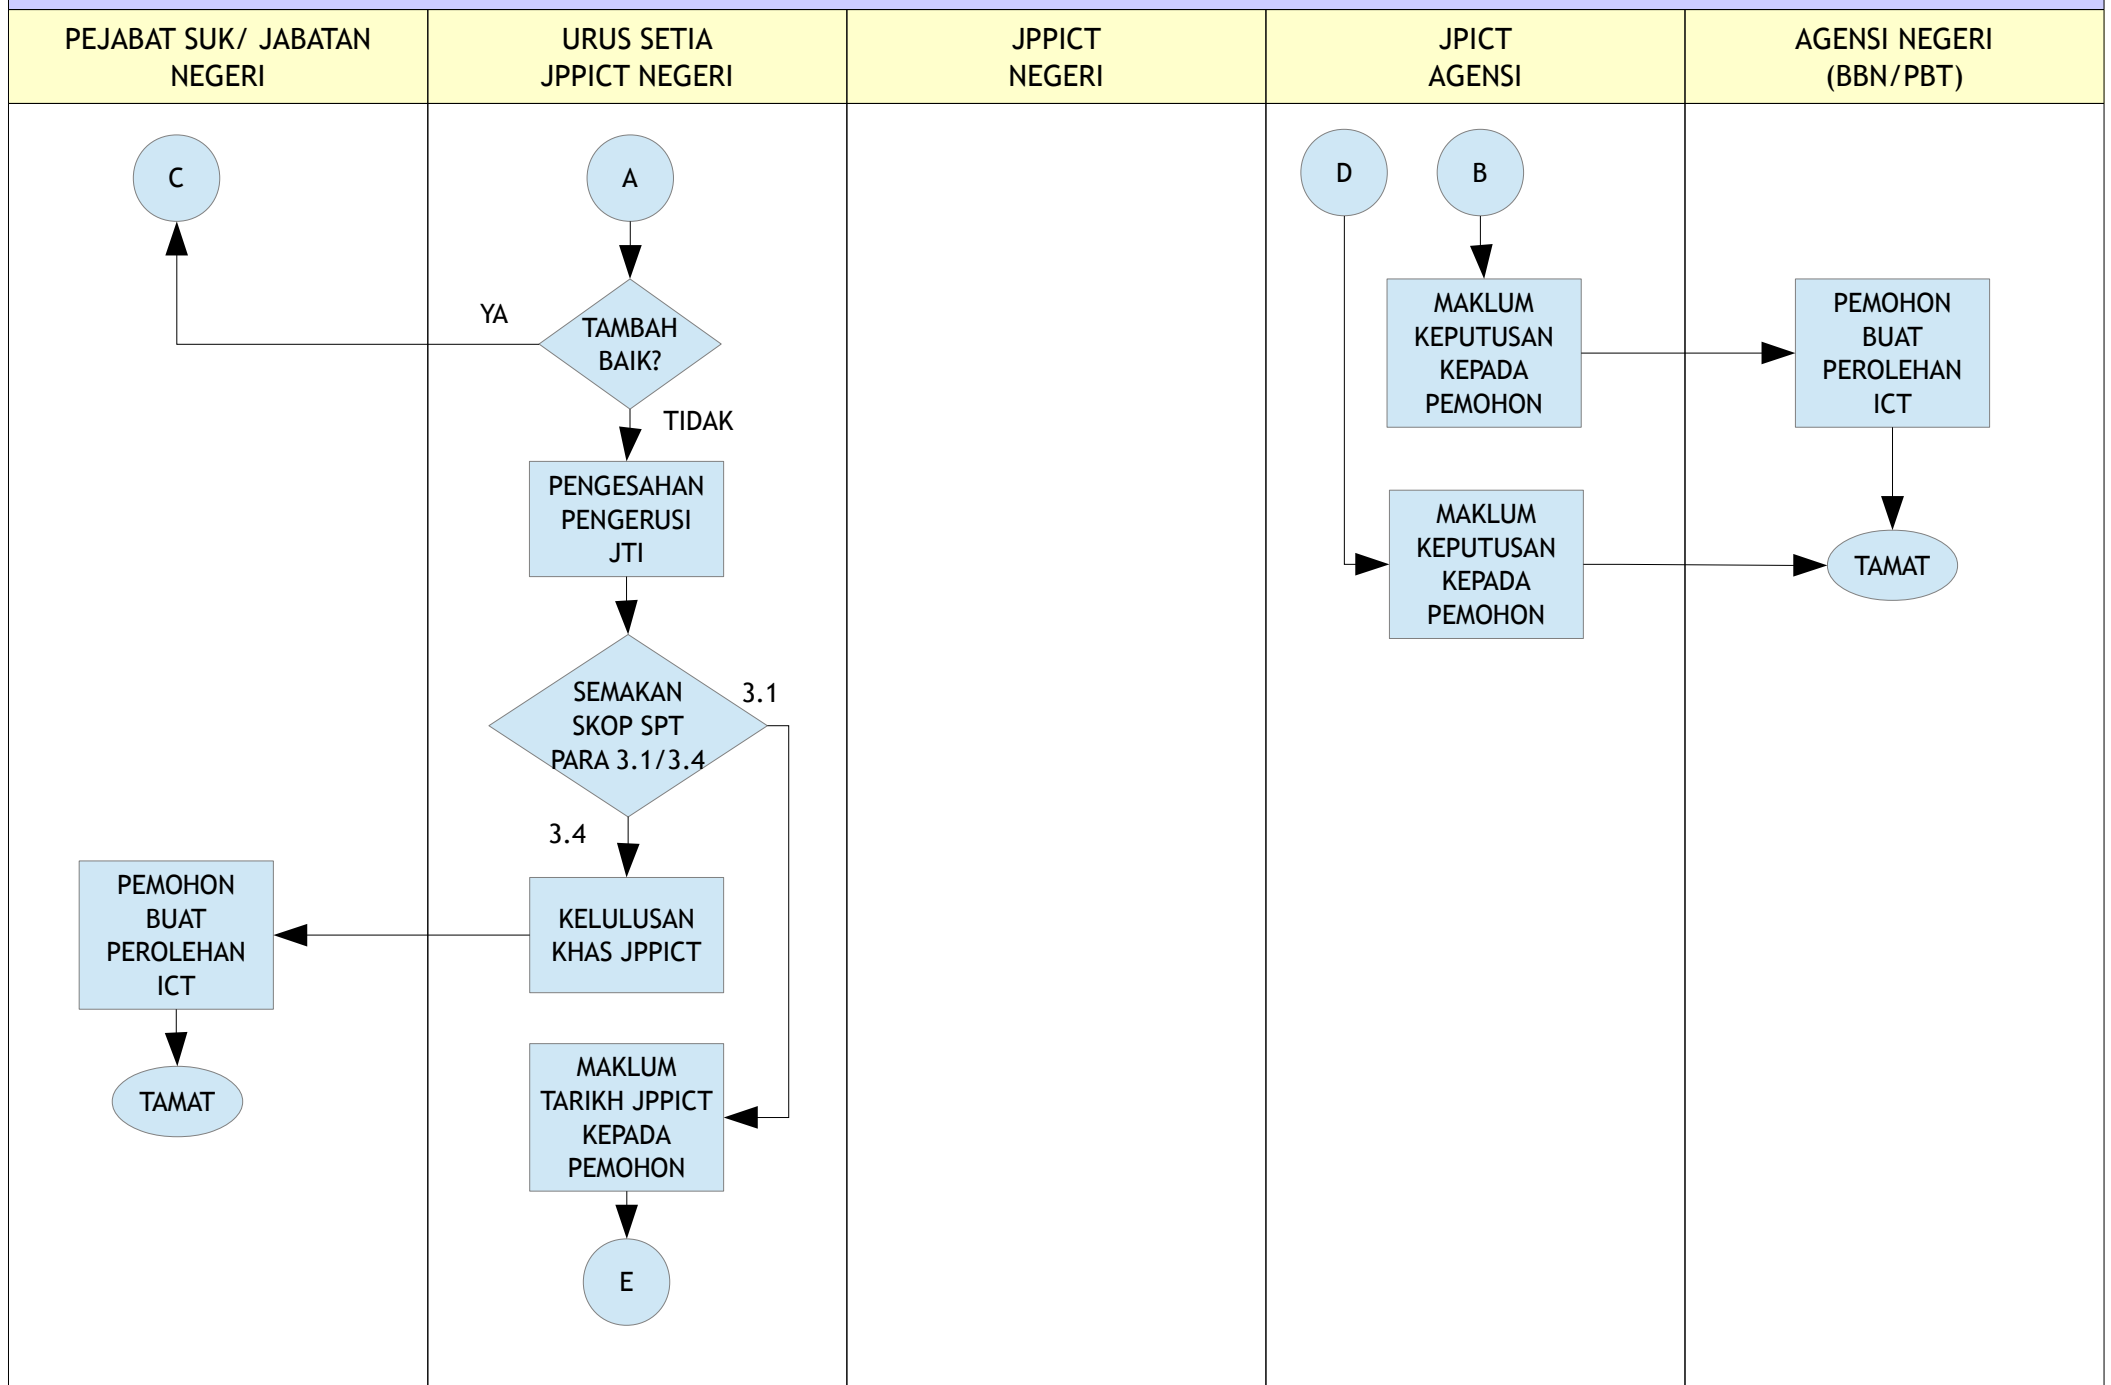 PEJABAT SUK/ JABATAN
NEGERI
URUS SETIA
JPPICT NEGERI
JPPICT
NEGERI
JPICT
AGENSI
AGENSI NEGERI
(BBN/PBT)
C
A
D
B
YA
TAMBAH
BAIK?
TIDAK
PENGESAHAN
PENGERUSI
JTI
SEMAKAN
SKOP SPT
PARA 3.1/3.4
3.1
3.4
KELULUSAN
KHAS JPPICT
PEMOHON
BUAT
PEROLEHAN
ICT
TAMAT
MAKLUM
TARIKH JPPICT
KEPADA
PEMOHON
E
MAKLUM
KEPUTUSAN
KEPADA
PEMOHON
PEMOHON
BUAT
PEROLEHAN
ICT
MAKLUM
KEPUTUSAN
KEPADA
PEMOHON
TAMAT